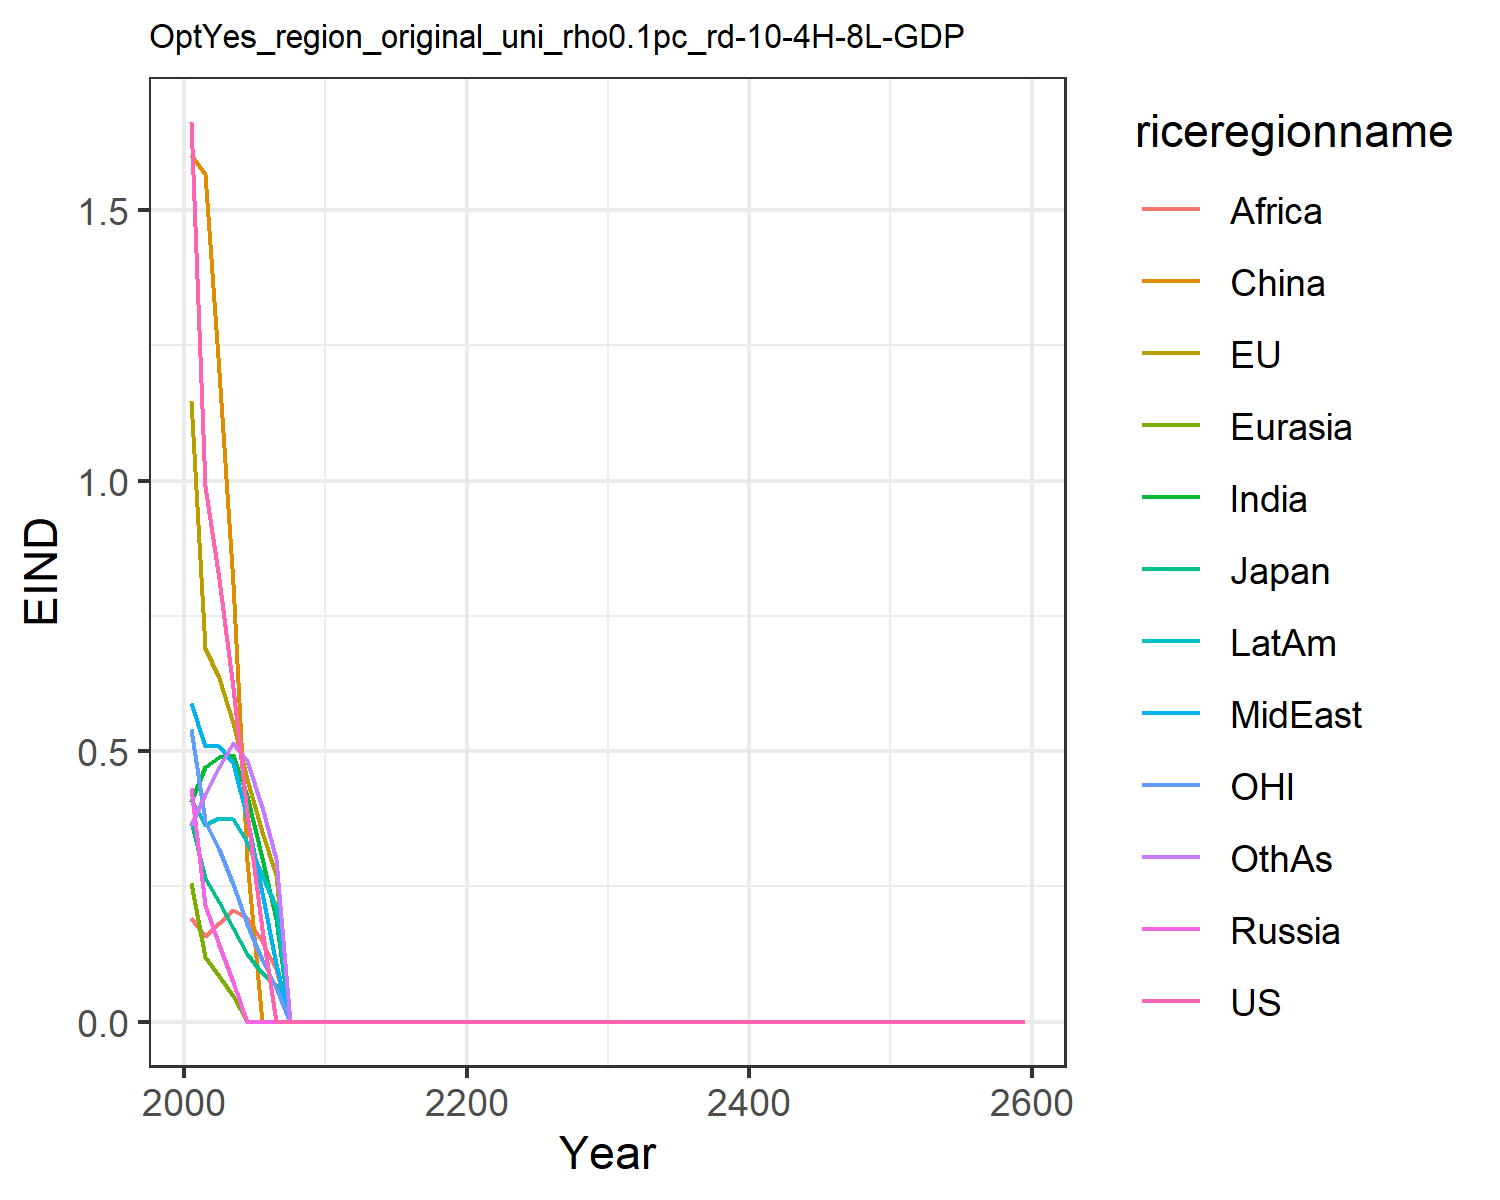 OptYes_region_original_uni_rho0.1pc_rd-10-4H-8L-GDP
EIND
1.5
1.0
0.5
0.0
2000
2200
2400
2600
Year
riceregionname
Africa
China
EU
Eurasia
India
Japan
LatAm
MidEast
OHI
OthAs
Russia
US